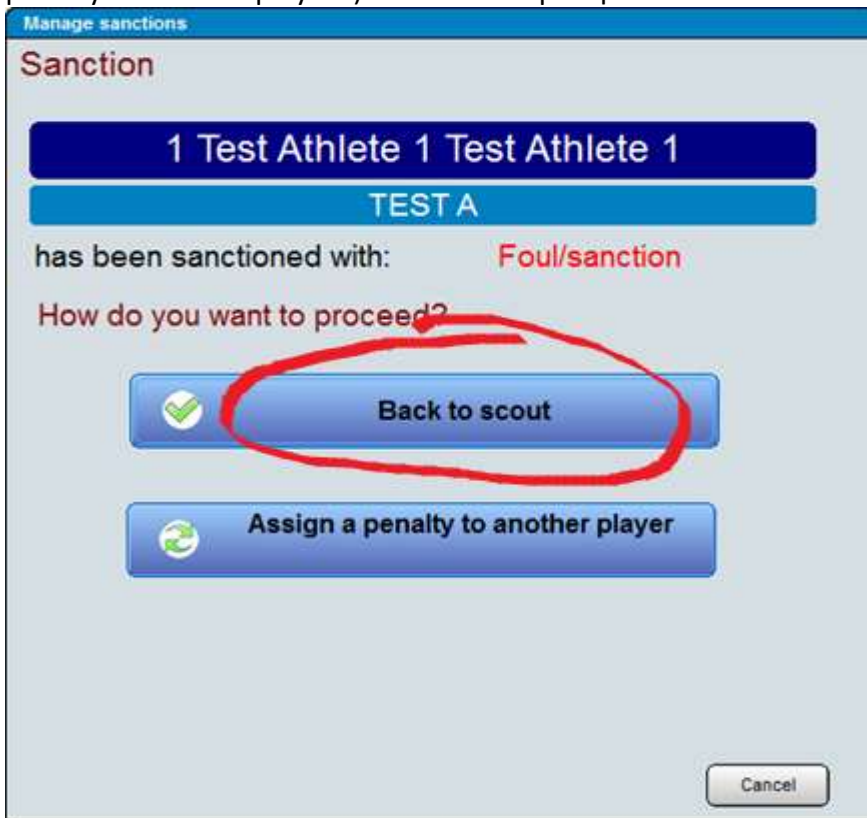 Manage sanctions
Sanction
1 Test Athlete 1 Test Athlete 1
TEST A
has been sanctioned with: Foul/sanction
How do you want to proceed?
Back to scout
Assign a penalty to another player
Cancel